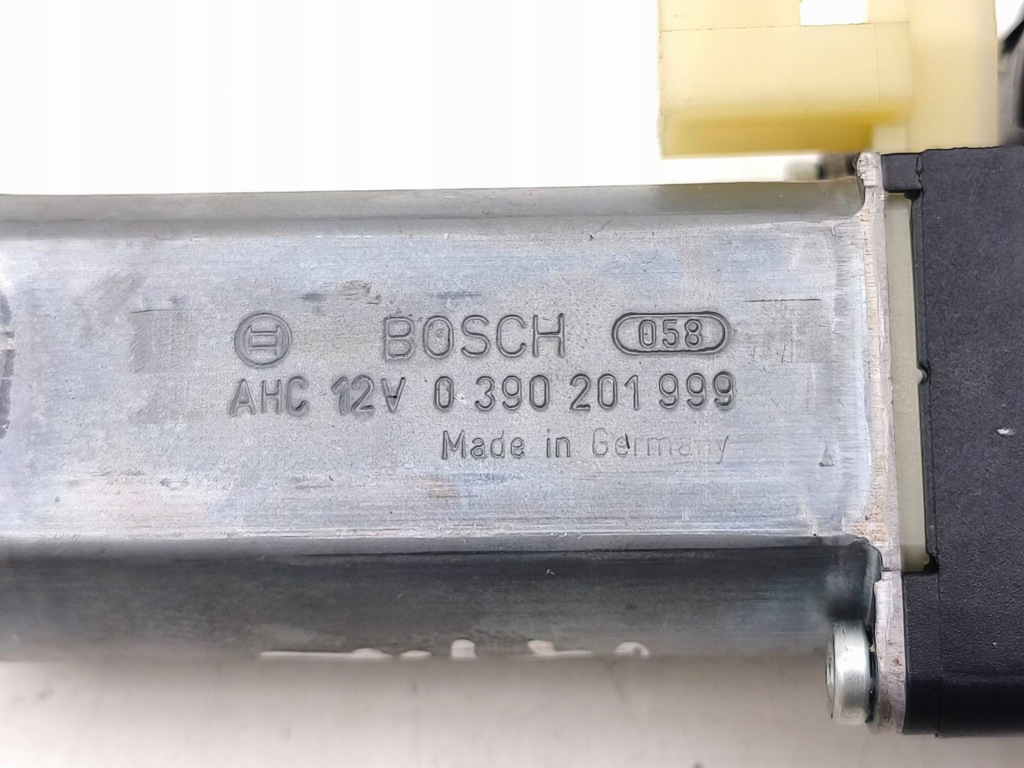 BOSCH 058
AHC 12V 0 390 201 999
Made in Germany